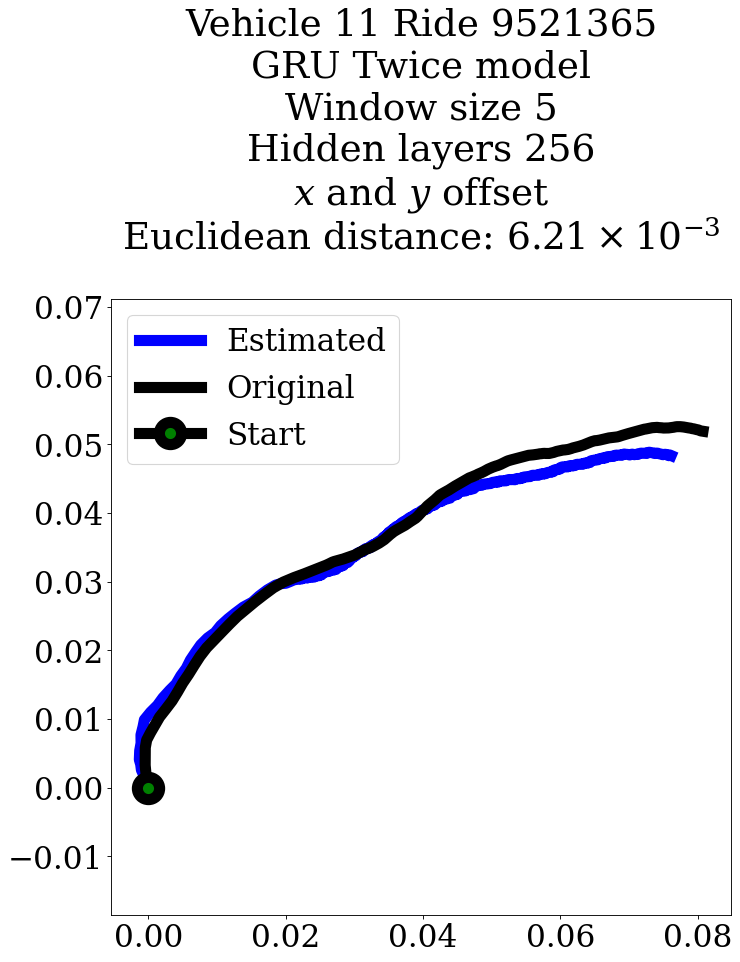 Vehicle 11 Ride 9521365
GRU Twice model
Window size 5
Hidden layers 256
x and y offset
Euclidean distance: 6.21 × 10⁻³
0.07
0.06
0.05
0.04
0.03
0.02
0.01
0.00
−0.01
Estimated
Original
Start
0.00 0.02 0.04 0.06 0.08